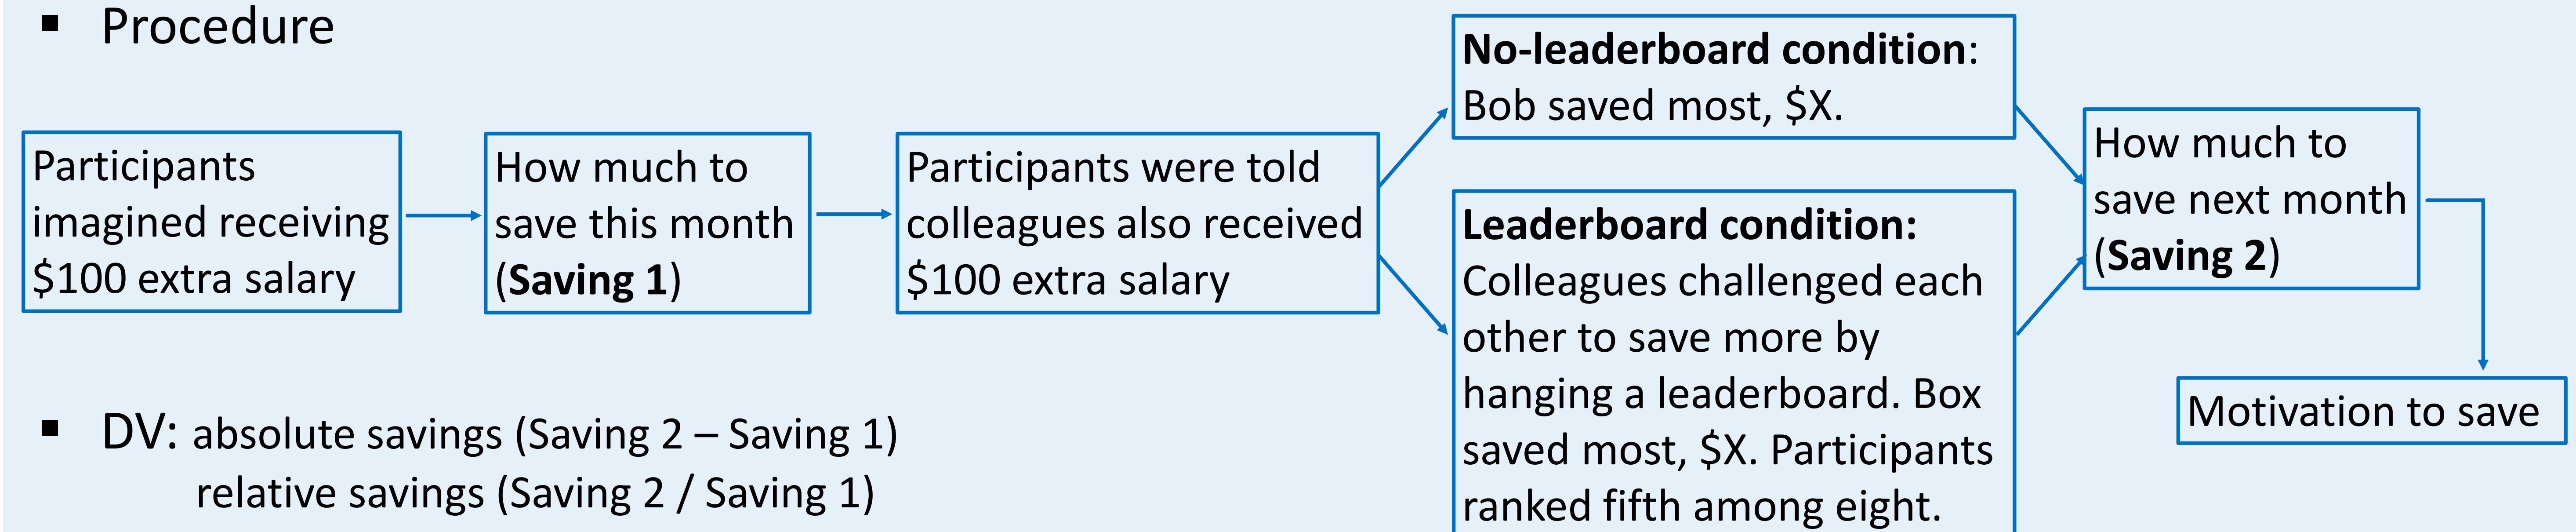 ▪ Procedure
Participants
imagined receiving
$100 extra salary
How much to
save this month
(Saving 1)
Participants were told
colleagues also received
$100 extra salary
No-leaderboard condition:
Bob saved most, $X.
Leaderboard condition:
Colleagues challenged each
other to save more by
hanging a leaderboard. Box
saved most, $X. Participants
ranked fifth among eight.
How much to
save next month
(Saving 2)
Motivation to save
▪ DV: absolute savings (Saving 2 – Saving 1)
relative savings (Saving 2 / Saving 1)